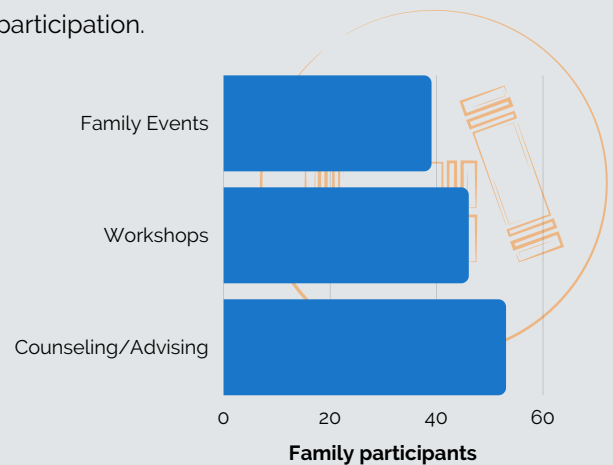 participation.
Family Events
Workshops
Counseling/Advising
0 20 40 60
Family participants